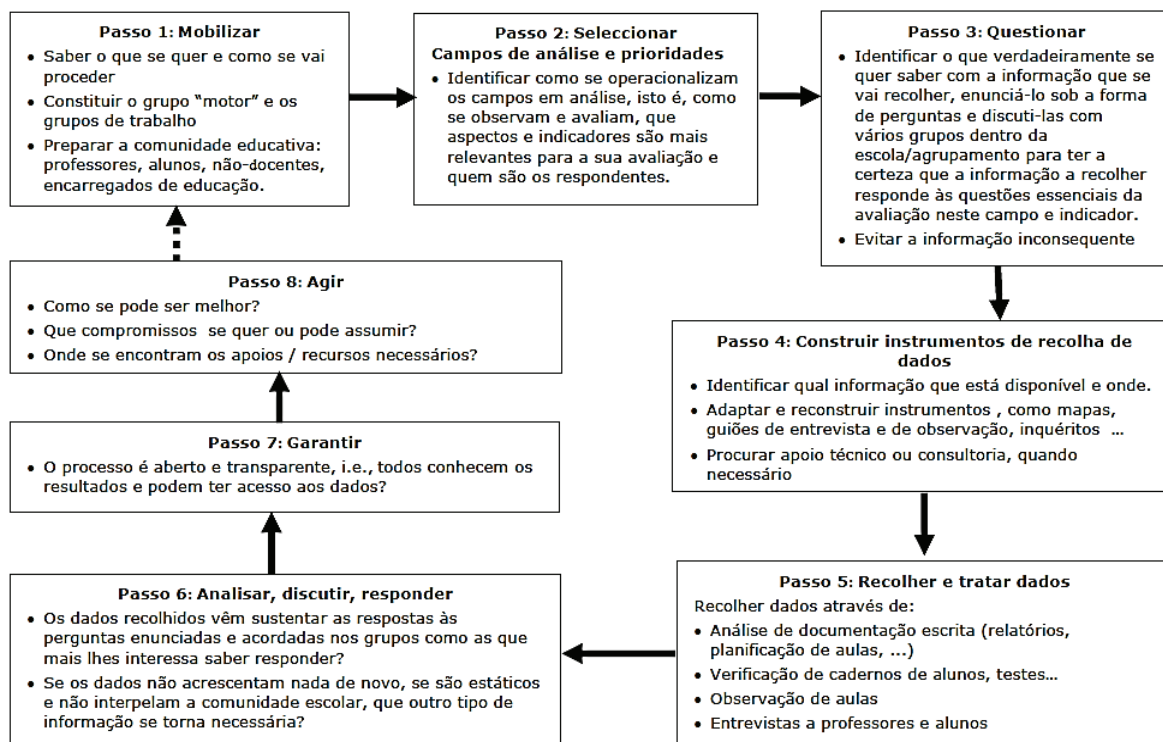 Passo 1: Mobilizar
• Saber o que se quer e como se vai
proceder
• Constituir o grupo “motor” e os
grupos de trabalho
• Preparar a comunidade educativa:
professores, alunos, não-docentes,
encarregados de educação.
Passo 2: Seleccionar
Campos de análise e prioridades
• Identificar como se operacionalizam
os campos em análise, isto é, como
se observam e avaliam, que
aspectos e indicadores são mais
relevantes para a sua avaliação e
quem são os respondentes.
Passo 3: Questionar
• Identificar o que verdadeiramente se
quer saber com a informação que se
vai recolher, enunciá-lo sob a forma
de perguntas e discuti-las com
vários grupos dentro da
escola/agrupamento para ter a
certeza que a informação a recolher
responde às questões essenciais da
avaliação neste campo e indicador.
• Evitar a informação inconsequente
Passo 4: Construir instrumentos de recolha de
dados
• Identificar qual informação que está disponível e onde.
• Adaptar e reconstruir instrumentos , como mapas,
guiões de entrevista e de observação, inquéritos ...
• Procurar apoio técnico ou consultoria, quando
necessário
Passo 5: Recolher e tratar dados
Recolher dados através de:
• Análise de documentação escrita (relatórios,
planificação de aulas, ...)
• Verificação de cadernos de alunos, testes...
• Observação de aulas
• Entrevistas a professores e alunos
Passo 6: Analisar, discutir, responder
• Os dados recolhidos vêm sustentar as respostas às
perguntas enunciadas e acordadas nos grupos como as que
mais lhes interessa saber responder?
• Se os dados não acrescentam nada de novo, se são estáticos
e não interpelam a comunidade escolar, que outro tipo de
informação se torna necessária?
Passo 7: Garantir
• O processo é aberto e transparente, i.e., todos conhecem os
resultados e podem ter acesso aos dados?
Passo 8: Agir
• Como se pode ser melhor?
• Que compromissos se quer ou pode assumir?
• Onde se encontram os apoios / recursos necessários?